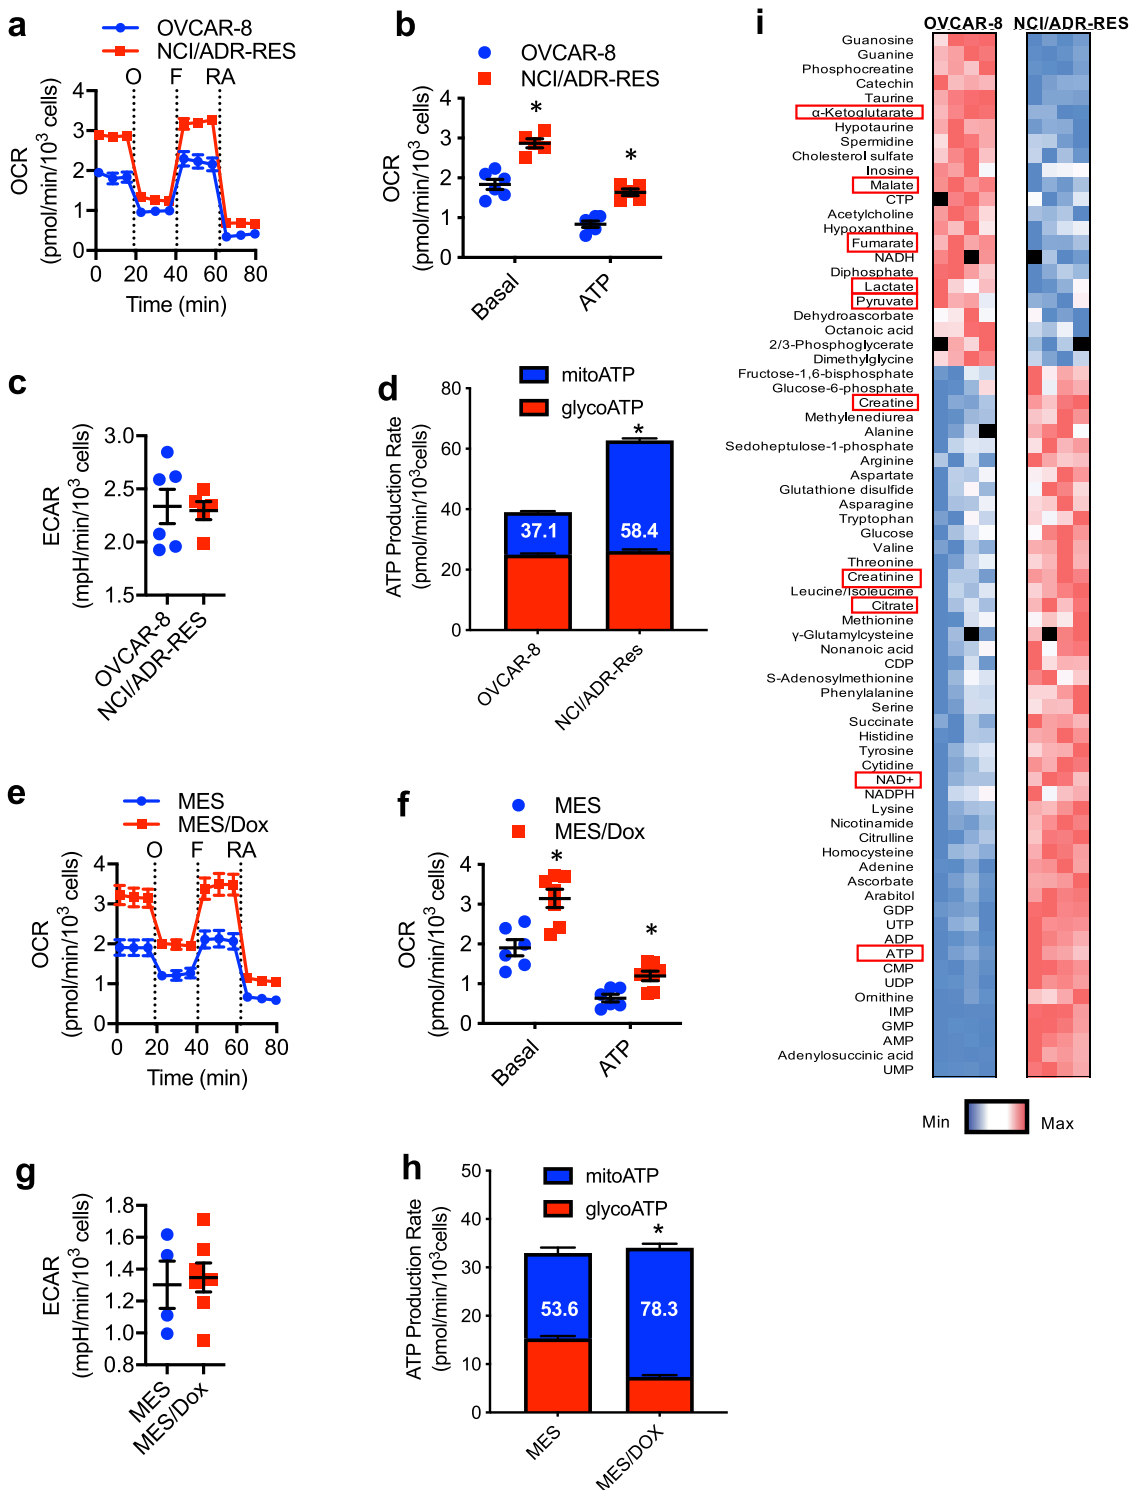 a
OVCAR-8
NCI/ADR-RES
O F RA
OCR
(pmol/min/10³ cells)
4
3
2
1
0
0 20 40 60 80
Time (min)
b
OVCAR-8
NCI/ADR-RES
OCR
(pmol/min/10³ cells)
4
3
2
1
0
*
*
Basal
ATP
c
ECAR
(mpH/min/10³ cells)
3.0
2.5
2.0
1.5
OVCAR-8
NCI/ADR-RES
d
mitoATP
glycoATP
ATP Production Rate
(pmol/min/10³cells)
80
60
40
20
0
*
37.1
58.4
OVCAR-8
NCI/ADR-Res
e
MES
MES/Dox
O F RA
OCR
(pmol/min/10³ cells)
4
3
2
1
0
0 20 40 60 80
Time (min)
f
MES
MES/Dox
OCR
(pmol/min/10³ cells)
4
3
2
1
0
*
*
Basal
ATP
g
ECAR
(mpH/min/10³ cells)
1.8
1.6
1.4
1.2
1.0
0.8
MES
MES/Dox
h
mitoATP
glycoATP
ATP Production Rate
(pmol/min/10³cells)
50
40
30
20
10
0
*
53.6
78.3
MES
MES/DOX
i
OVCAR-8 NCI/ADR-RES
Guanosine
Guanine
Phosphocreatine
Catechin
Taurine
α-Ketoglutarate
Hypotaurine
Spermidine
Cholesterol sulfate
Inosine
Malate
CTP
Acetylcholine
Hypoxanthine
Fumarate
NADH
Diphosphate
Lactate
Pyruvate
Dehydroascorbate
Octanoic acid
2/3-Phosphoglycerate
Dimethylglycine
Fructose-1,6-bisphosphate
Glucose-6-phosphate
Creatine
Methylenediurea
Alanine
Sedoheptulose-1-phosphate
Arginine
Aspartate
Glutathione disulfide
Asparagine
Tryptophan
Glucose
Valine
Threonine
Creatinine
Leucine/Isoleucine
Citrate
Methionine
γ-Glutamylcysteine
Nonanoic acid
CDP
S-Adenosylmethionine
Phenylalanine
Serine
Succinate
Histidine
Tyrosine
Cytidine
NAD+
NADPH
Lysine
Nicotinamide
Citrulline
Homocysteine
Adenine
Ascorbate
Arabitol
GDP
UTP
ADP
ATP
CMP
UDP
Ornithine
IMP
GMP
AMP
Adenylosuccinic acid
UMP
Min Max